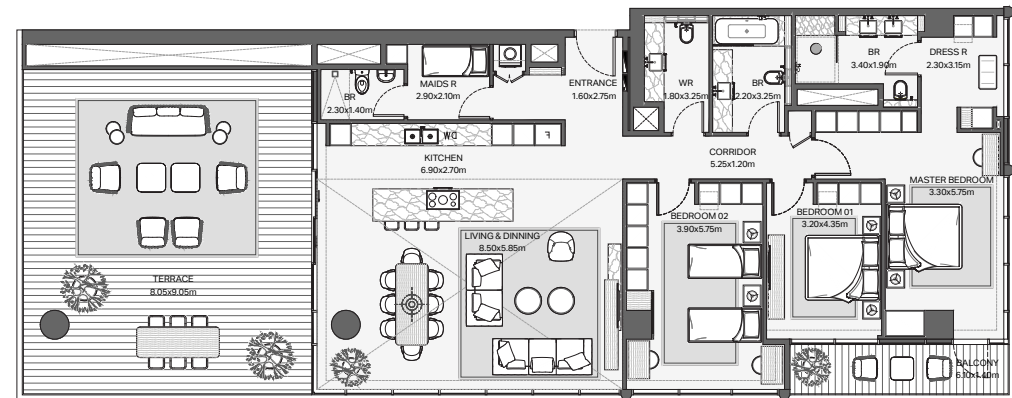 BR
2.30x1.40m
MAIDS R
2.90x2.10m
ENTRANCE
1.60x2.75m
WR
1.80x3.25m
BR
2.20x3.25m
BR
3.40x1.90m
DRESS R
2.30x3.15m
KITCHEN
6.90x2.70m
F
CORRIDOR
5.25x1.20m
MASTER BEDROOM
3.30x5.75m
BEDROOM 02
3.90x5.75m
BEDROOM 01
3.20x4.35m
LIVING & DINNING
8.50x5.85m
TERRACE
8.05x9.05m
BALCONY
6.10x1.40m